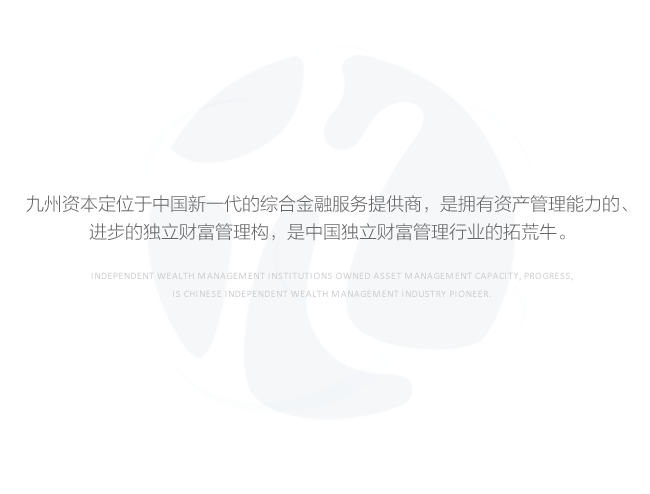 九州资本定位于中国新一代的综合金融服务提供商，是拥有资产管理能力的、
进步的独立财富管理构，是中国独立财富管理行业的拓荒牛。
INDEPENDENT WEALTH MANAGEMENT INSTITUTIONS OWNED ASSET MANAGEMENT CAPACITY, PROGRESS,
IS CHINESE INDEPENDENT WEALTH MANAGEMENT INDUSTRY PIONEER.